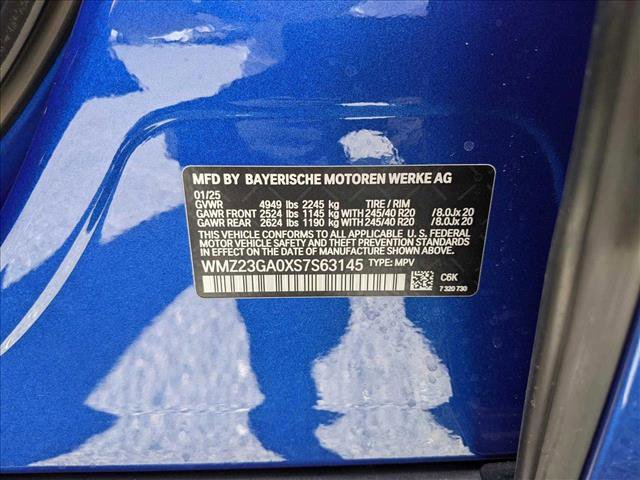 MFD BY BAYERISCHE MOTOREN WERKE AG
01/25
GVWR 4949 lbs 2245 kg TIRE / RIM
GAWR FRONT 2524 lbs 1145 kg WITH 245/40 R20 /8.0Jx 20
GAWR REAR 2624 lbs 1190 kg WITH 245/40 R20 /8.0Jx 20
THIS VEHICLE CONFORMS TO ALL APPLICABLE U. S. FEDERAL
MOTOR VEHICLE SAFETY AND THEFT PREVENTION STANDARDS
IN EFFECT ON THE DATE OF MANUFACTURE SHOWN ABOVE.
WMZ23GA0XS7S63145 TYPE: MPV
C6K
7 320 730